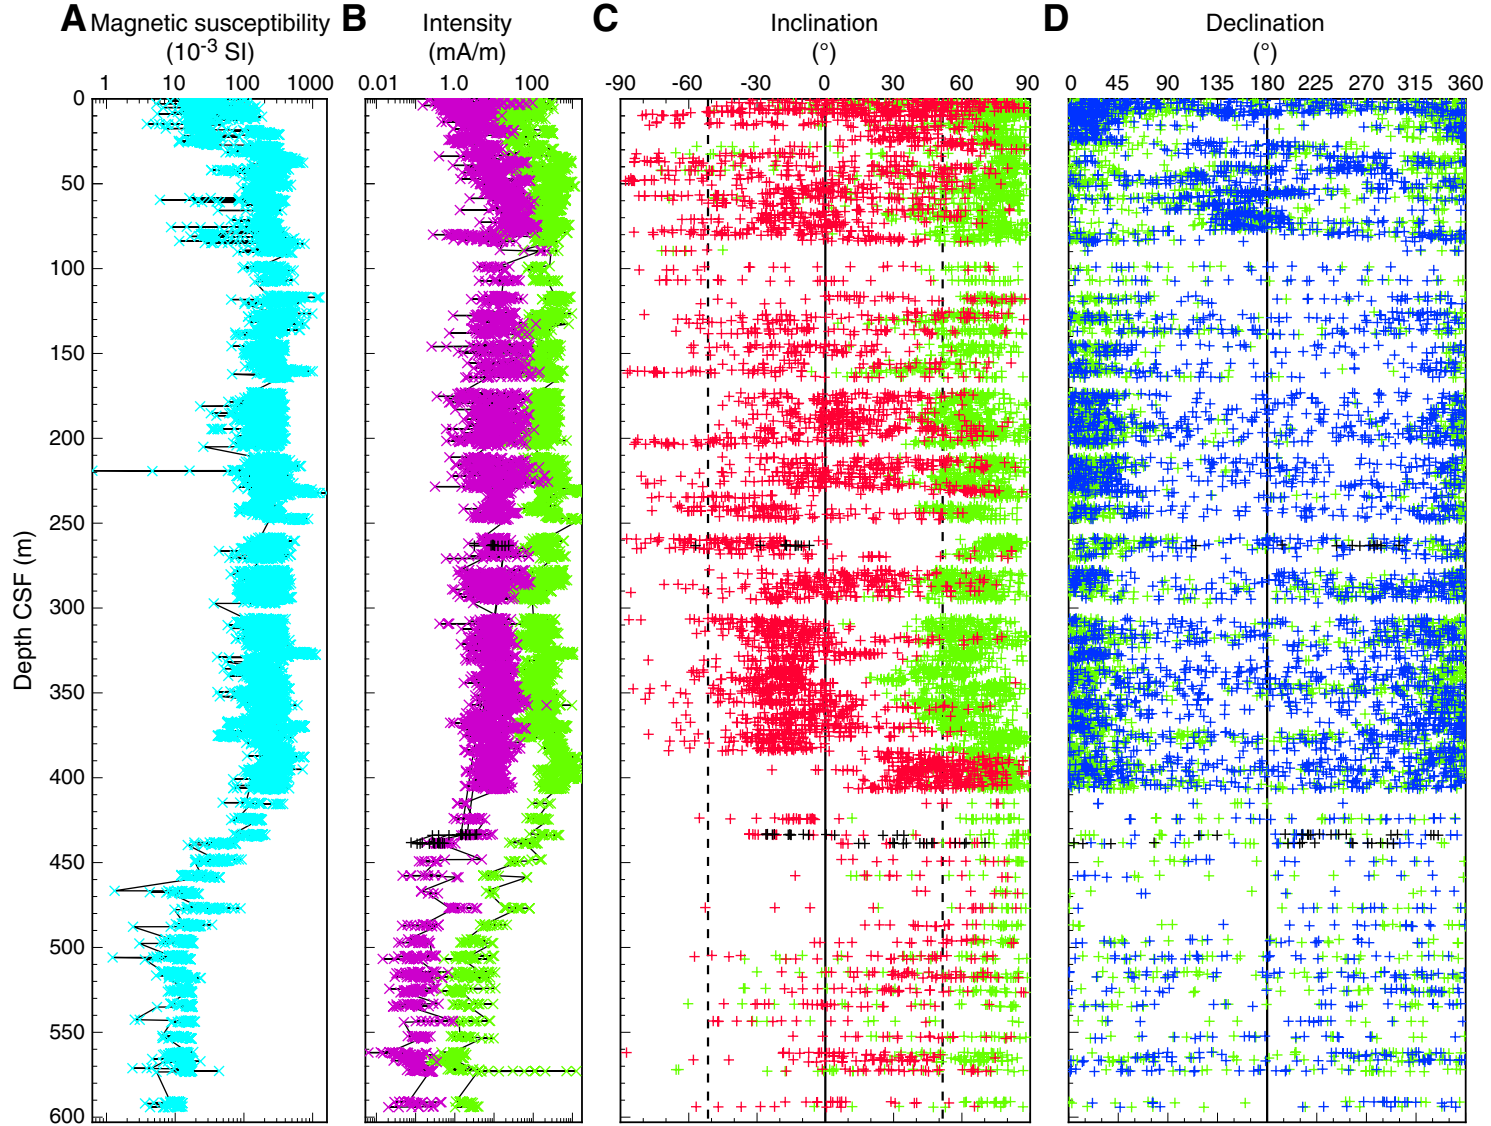 A Magnetic susceptibility (10⁻³ SI)
B Intensity (mA/m)
C Inclination (°)
D Declination (°)
1 10 100 1000
0.01 1.0 100
-90 -60 -30 0 30 60 90
0 45 90 135 180 225 270 315 360
Depth CSF (m)
0
50
100
150
200
250
300
350
400
450
500
550
600